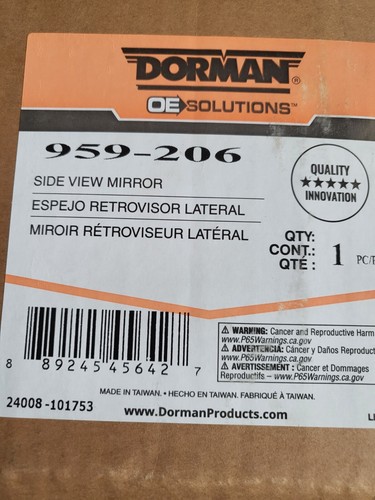 DORMAN®
OE SOLUTIONS™
959-206
QUALITY
★★★★★
INNOVATION
SIDE VIEW MIRROR
ESPEJO RETROVISOR LATERAL
MIROIR RÉTROVISEUR LATÉRAL
QTY:
CONT.:
QTÉ :
1
⚠ WARNING: Cancer and Reproductive Harm
www.P65Warnings.ca.gov
⚠ ADVERTENCIA: Cáncer y Daños Reproduct
www.P65Warnings.ca.gov
⚠ AVERTISSEMENT : Cancer et Dommages
Reproductifs – www.P65Warnings.ca.gov
8 89245 45642 7
MADE IN TAIWAN. • HECHO EN TAIWAN. FABRIQUÉ À TAIWAN.
24008 -101753
www.DormanProducts.com